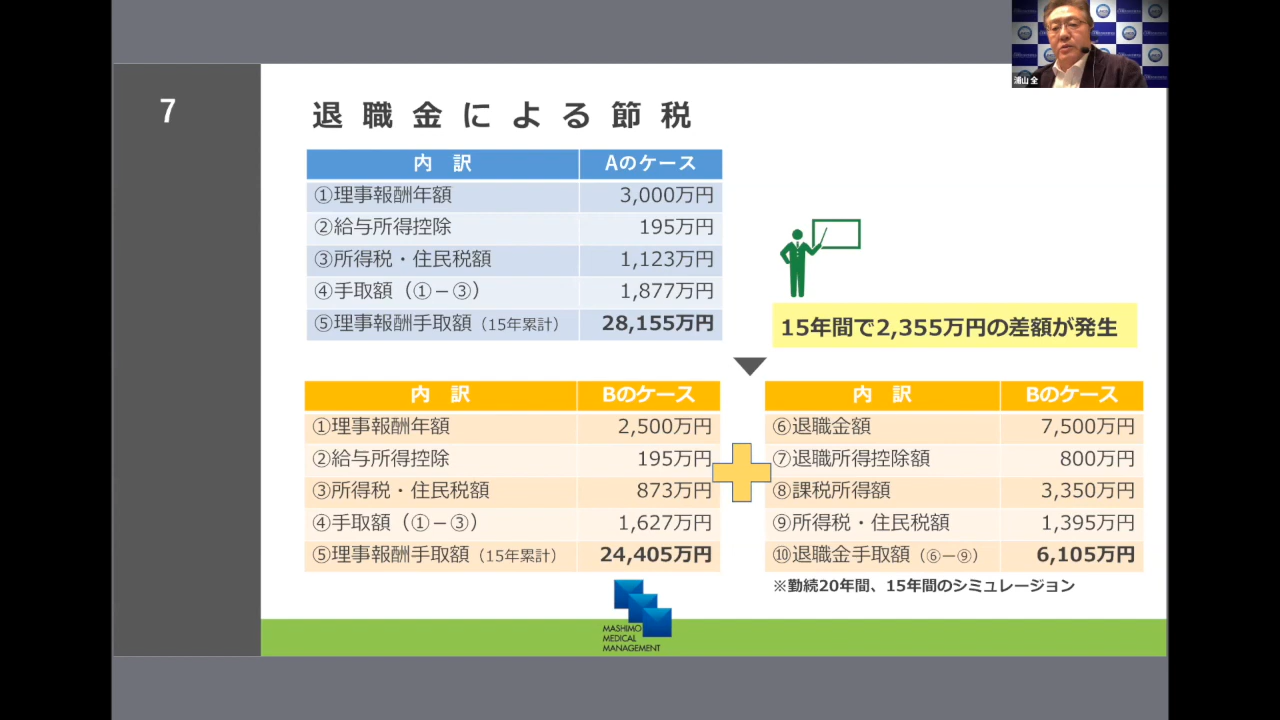 浦山 全
7
退職金による節税
内 訳 Aのケース
①理事報酬年額 3,000万円
②給与所得控除 195万円
③所得税・住民税額 1,123万円
④手取額（①－③） 1,877万円
⑤理事報酬手取額（15年累計） 28,155万円
15年間で2,355万円の差額が発生
内 訳 Bのケース
①理事報酬年額 2,500万円
②給与所得控除 195万円
③所得税・住民税額 873万円
④手取額（①－③） 1,627万円
⑤理事報酬手取額（15年累計） 24,405万円
内 訳 Bのケース
⑥退職金額 7,500万円
⑦退職所得控除額 800万円
⑧課税所得額 3,350万円
⑨所得税・住民税額 1,395万円
⑩退職金手取額（⑥ー⑨） 6,105万円
※勤続20年間、15年間のシミュレージョン
MASHIMO
MEDICAL
MANAGEMENT